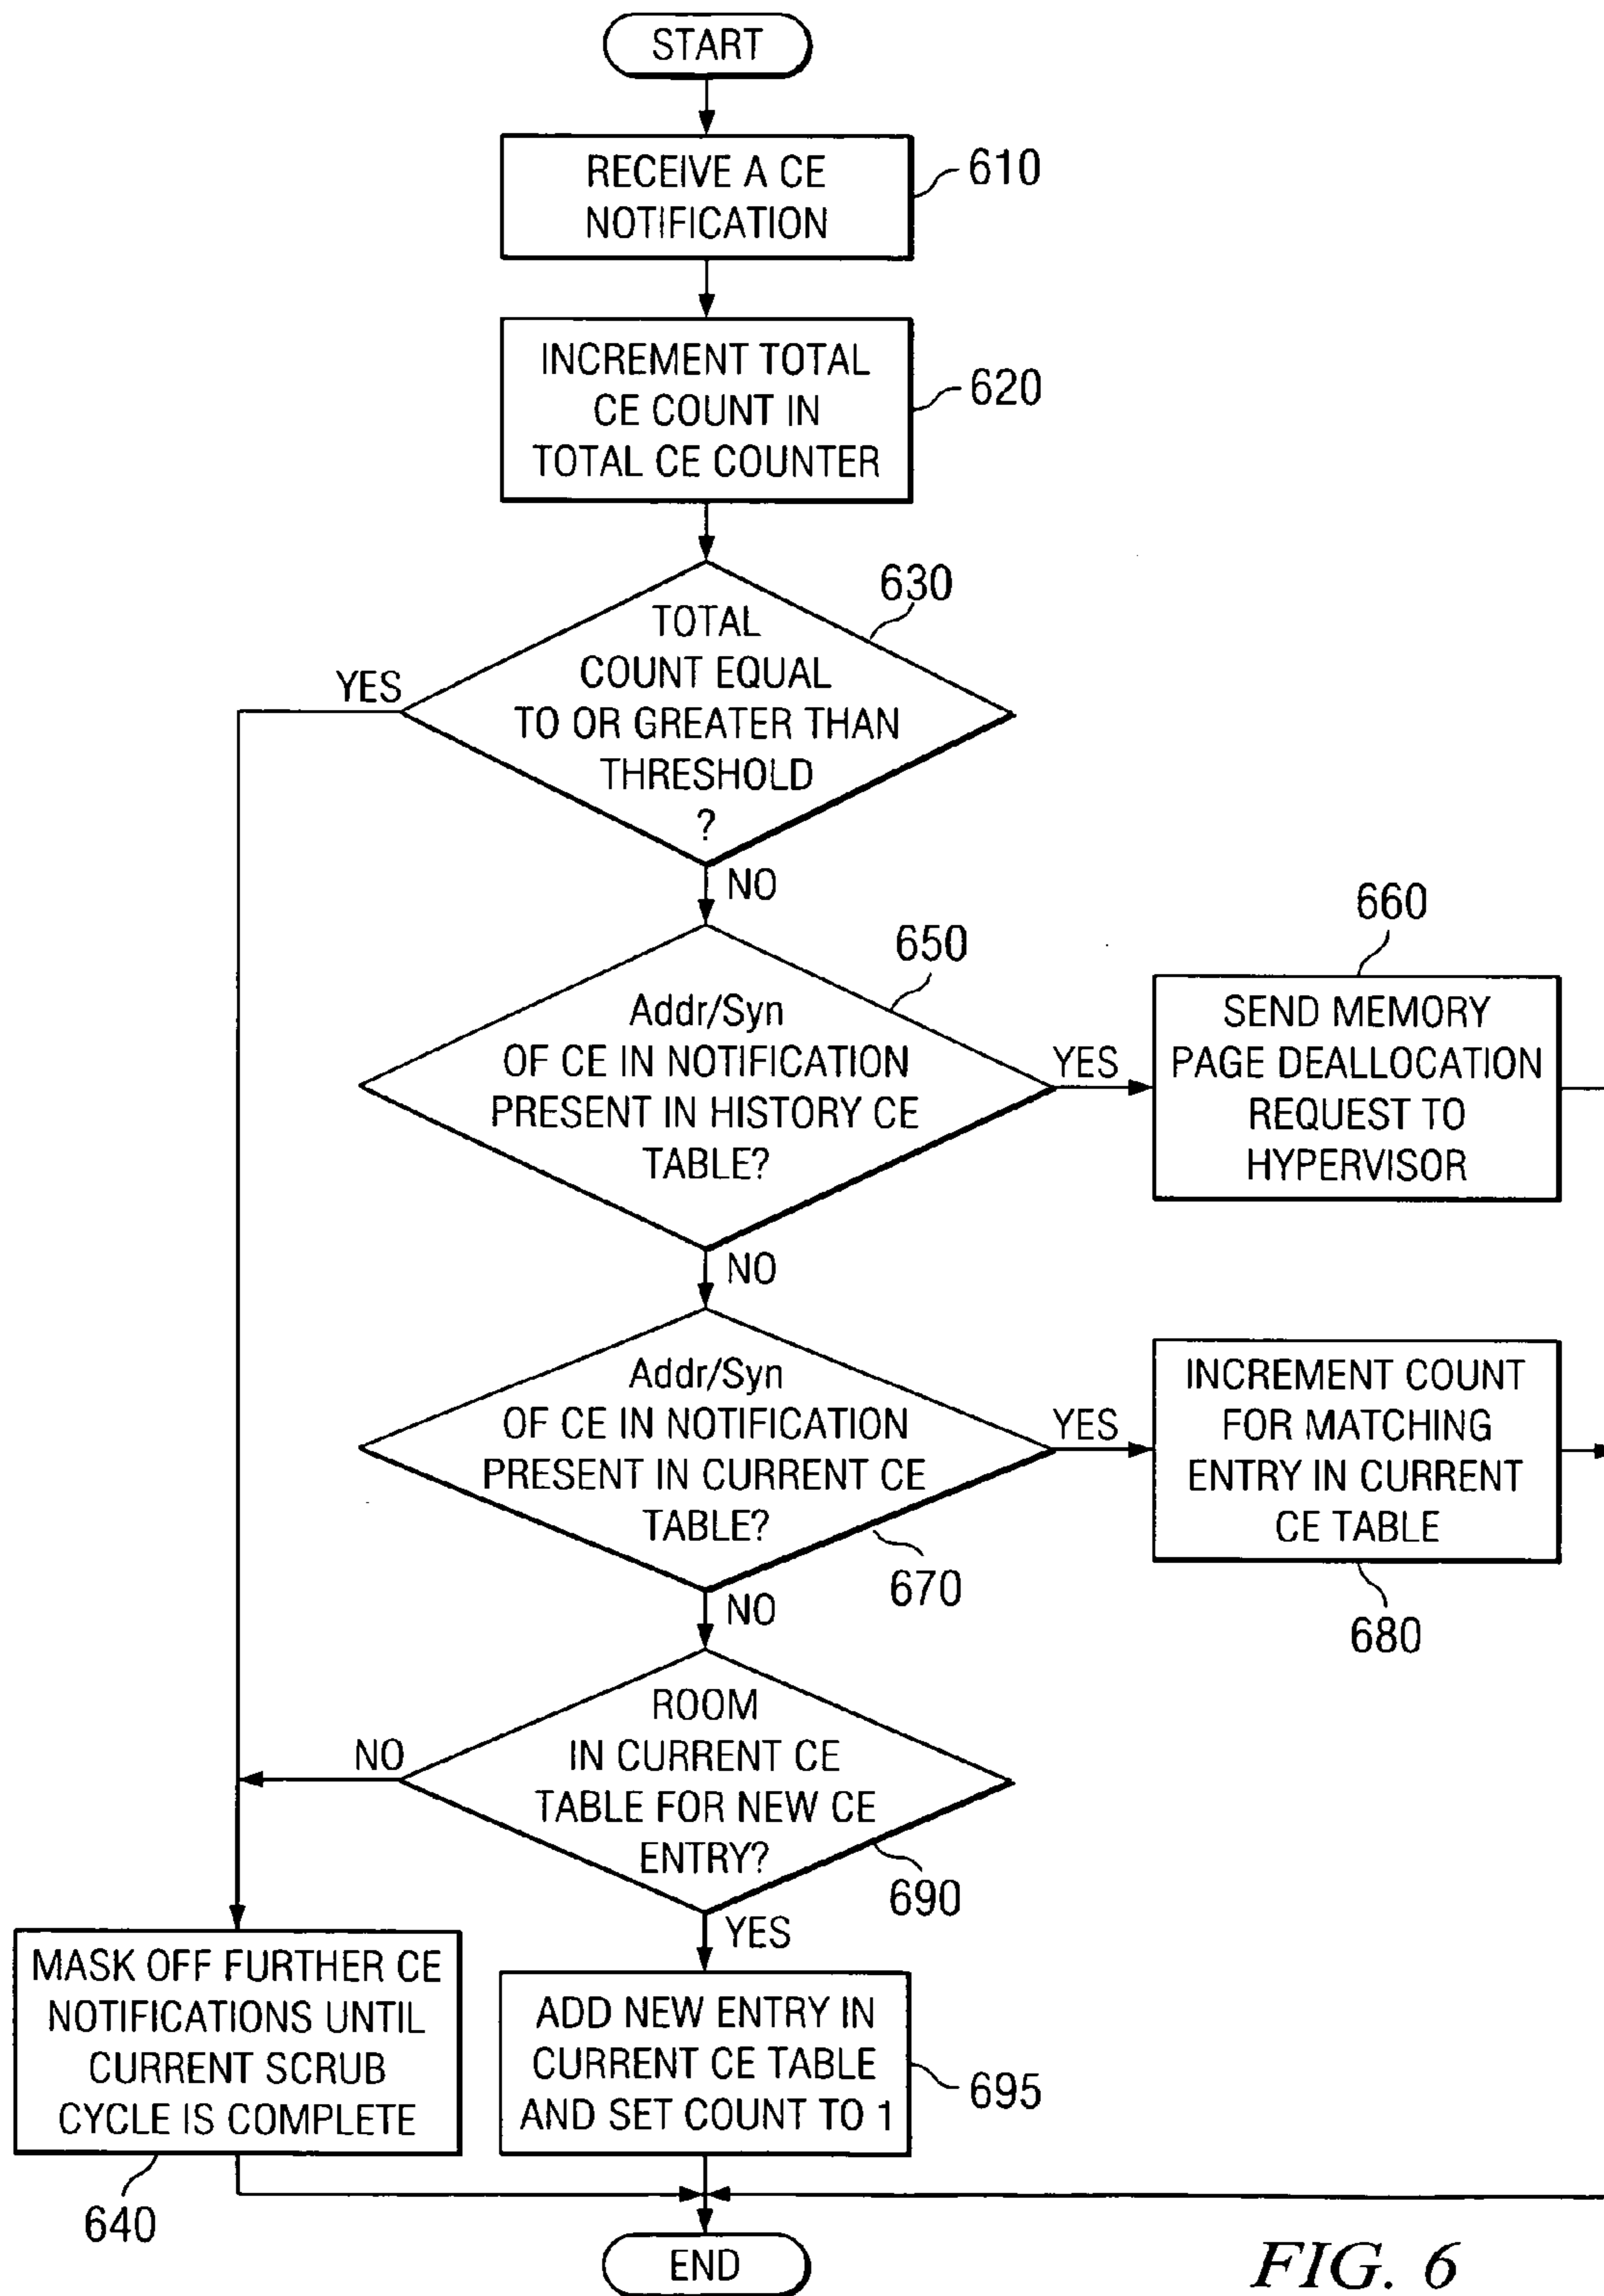 START
RECEIVE A CE
NOTIFICATION
610
INCREMENT TOTAL
CE COUNT IN
TOTAL CE COUNTER
620
TOTAL
COUNT EQUAL
TO OR GREATER THAN
THRESHOLD
?
630
YES
NO
Addr/Syn
OF CE IN NOTIFICATION
PRESENT IN HISTORY CE
TABLE?
650
YES
SEND MEMORY
PAGE DEALLOCATION
REQUEST TO
HYPERVISOR
660
NO
Addr/Syn
OF CE IN NOTIFICATION
PRESENT IN CURRENT CE
TABLE?
670
YES
INCREMENT COUNT
FOR MATCHING
ENTRY IN CURRENT
CE TABLE
680
NO
ROOM
IN CURRENT CE
TABLE FOR NEW CE
ENTRY?
690
NO
YES
MASK OFF FURTHER CE
NOTIFICATIONS UNTIL
CURRENT SCRUB
CYCLE IS COMPLETE
640
ADD NEW ENTRY IN
CURRENT CE TABLE
AND SET COUNT TO 1
695
END
FIG. 6